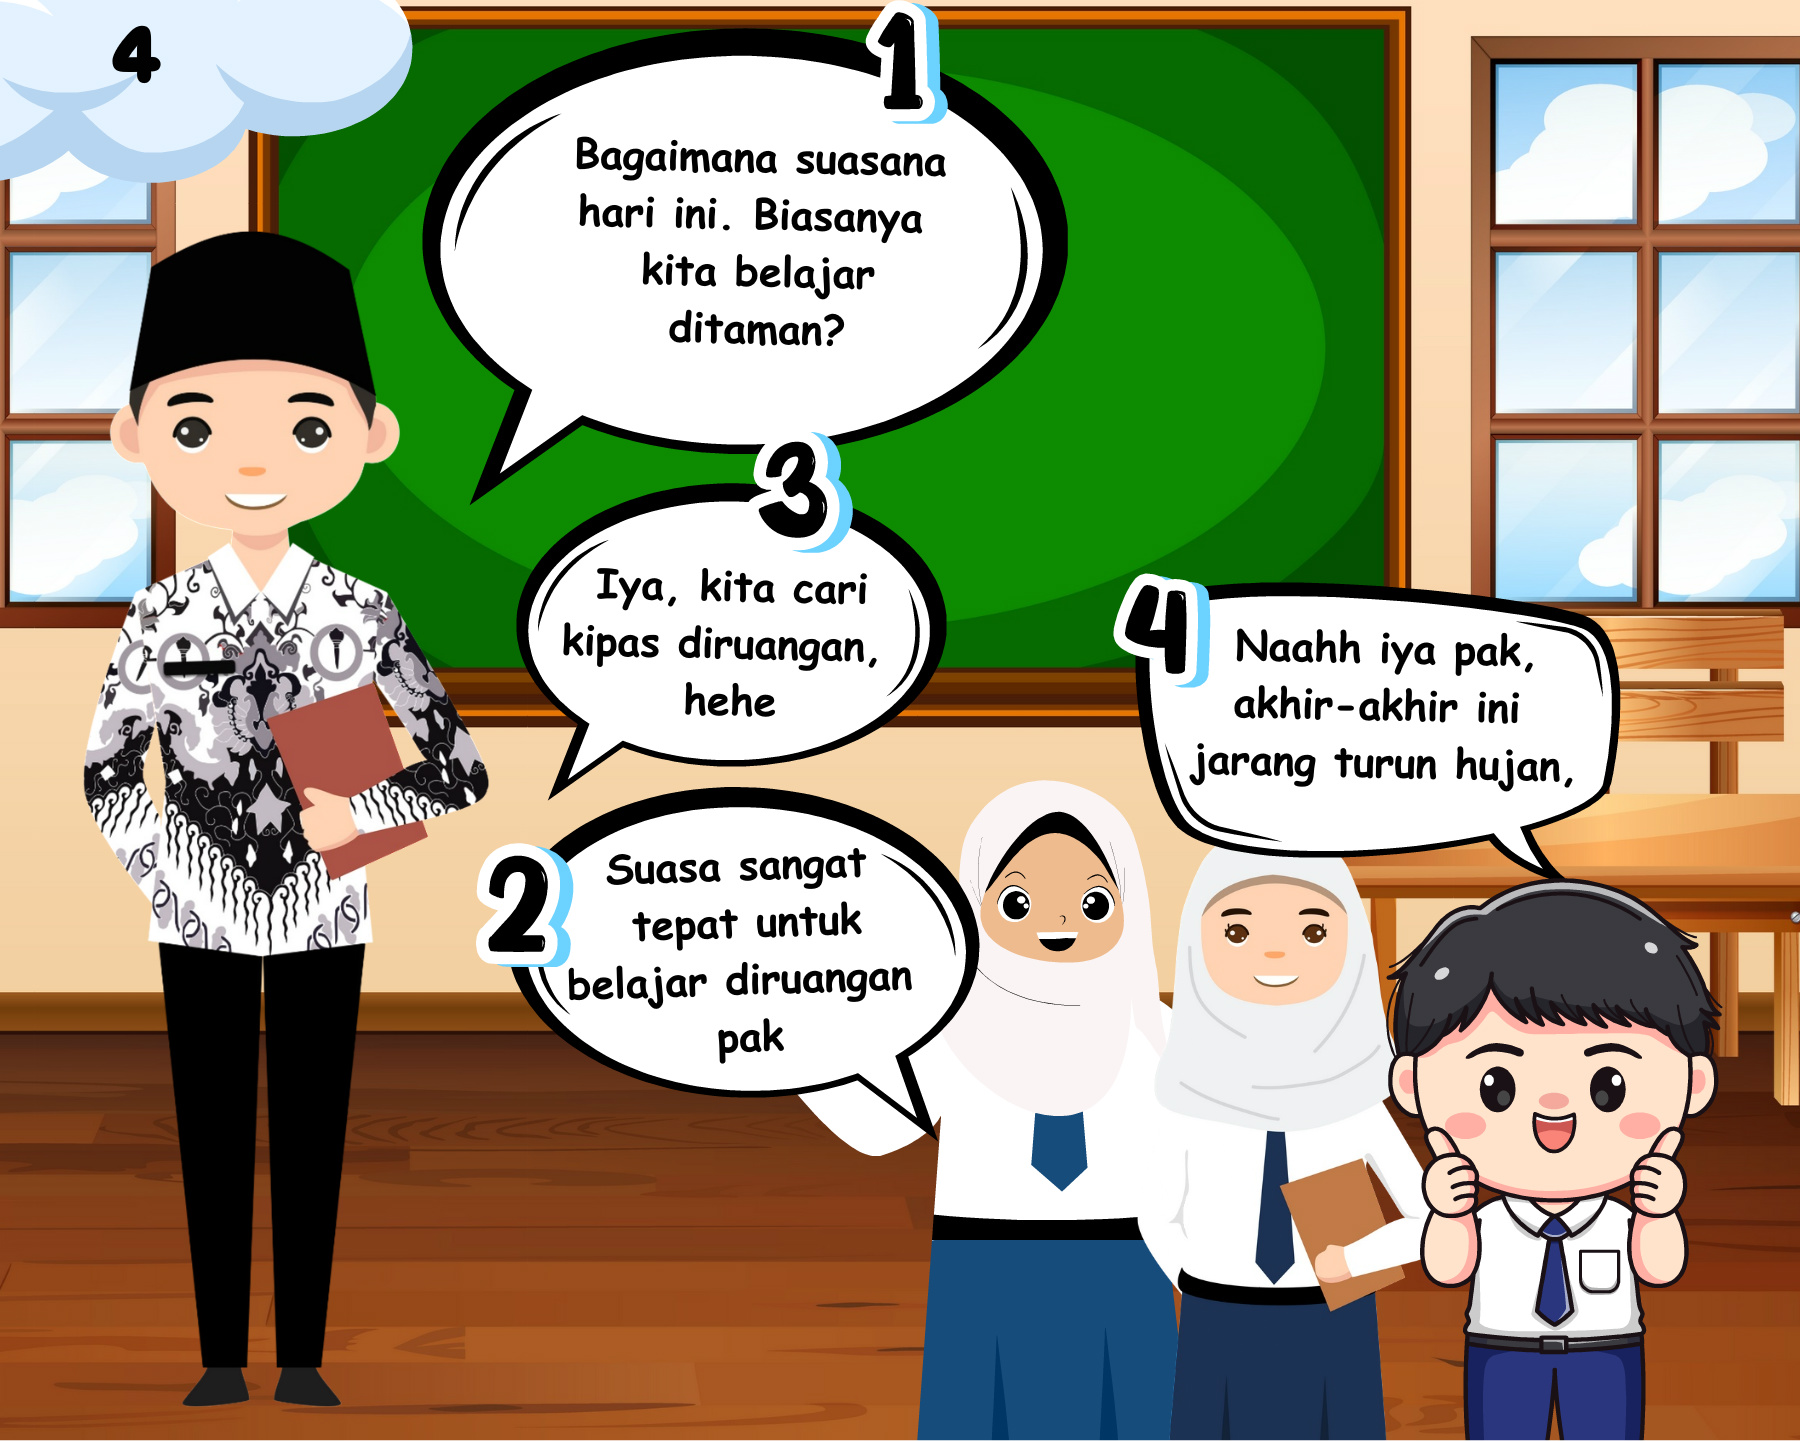 4
1
Bagaimana suasana
hari ini. Biasanya
kita belajar
ditaman?
2
Suasa sangat
tepat untuk
belajar diruangan
pak
3
Iya, kita cari
kipas diruangan,
hehe
4
Naahh iya pak,
akhir-akhir ini
jarang turun hujan,